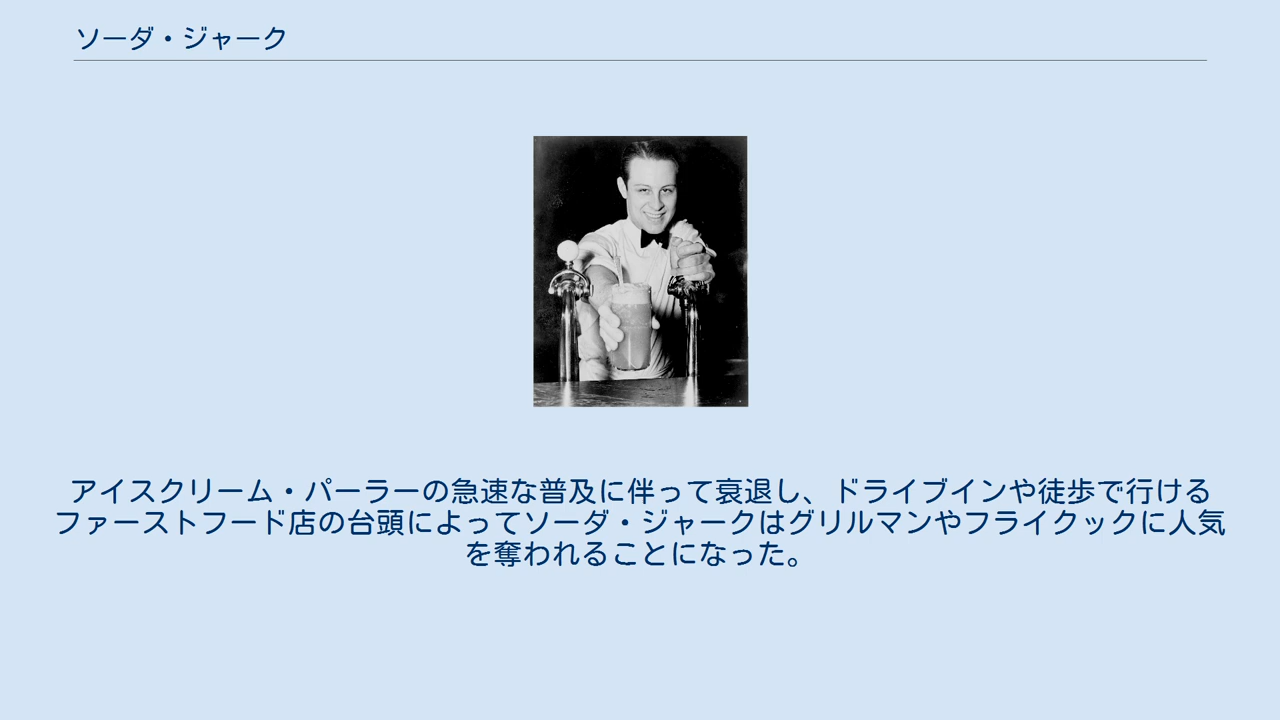 ソーダ・ジャーク
アイスクリーム・パーラーの急速な普及に伴って衰退し、ドライブインや徒歩で行ける
ファーストフード店の台頭によってソーダ・ジャークはグリルマンやフライクックに人気
を奪われることになった。